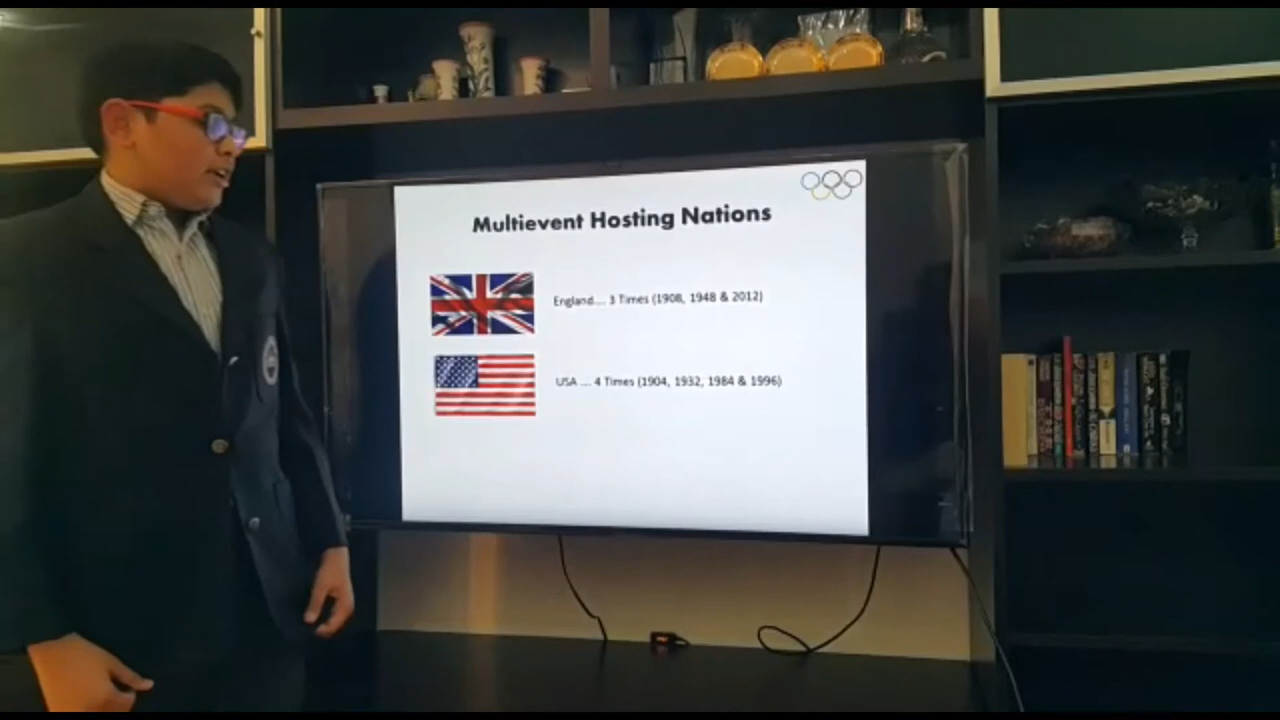 Multievent Hosting Nations
England.... 3 Times (1908, 1948 & 2012)
USA .... 4 Times (1904, 1932, 1984 & 1996)